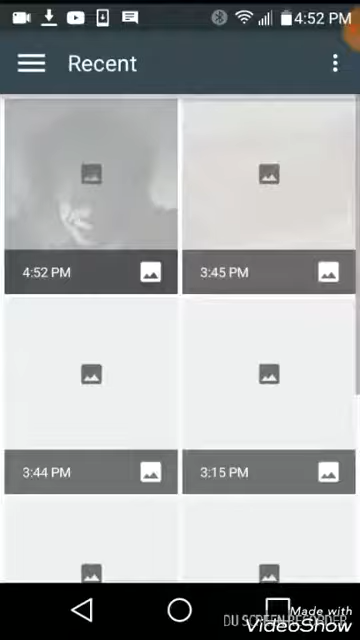 4:52 PM
Recent
4:52 PM
3:45 PM
3:44 PM
3:15 PM
Made with
DU SCREEN RECORDER
VideoShow